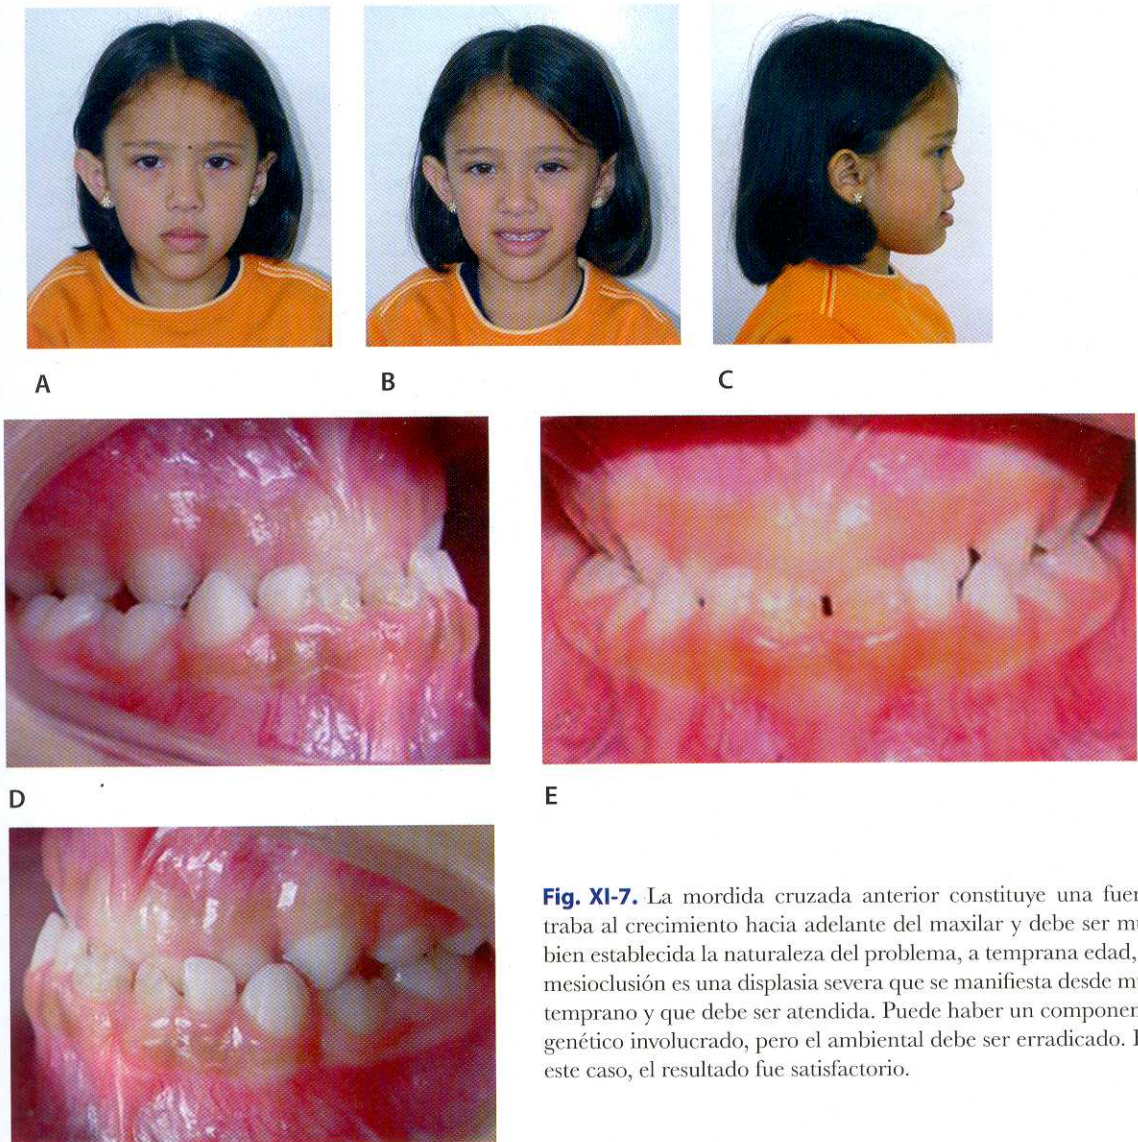 A
B
C
D
E
Fig. XI-7. La mordida cruzada anterior constituye una fuer
traba al crecimiento hacia adelante del maxilar y debe ser m
bien establecida la naturaleza del problema, a temprana edad,
mesioclusión es una displasia severa que se manifiesta desde m
temprano y que debe ser atendida. Puede haber un componen
genético involucrado, pero el ambiental debe ser erradicado.
este caso, el resultado fue satisfactorio.